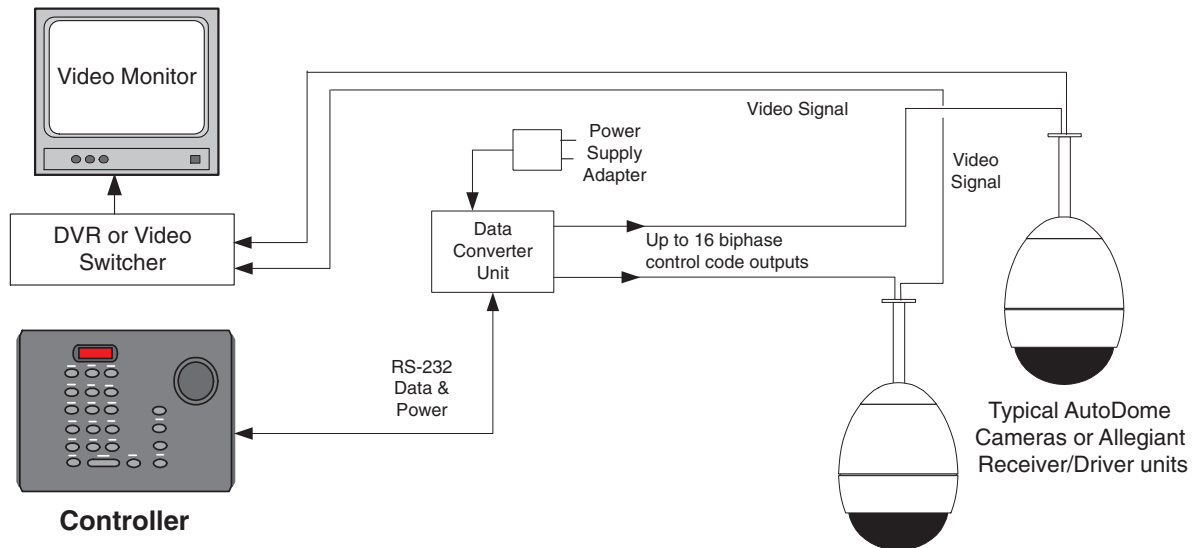 Video Monitor
Video Signal
Power
Supply
Adapter
Video
Signal
DVR or Video
Switcher
Data
Converter
Unit
Up to 16 biphase
control code outputs
RS-232
Data &
Power
Typical AutoDome
Cameras or Allegiant
Receiver/Driver units
Controller